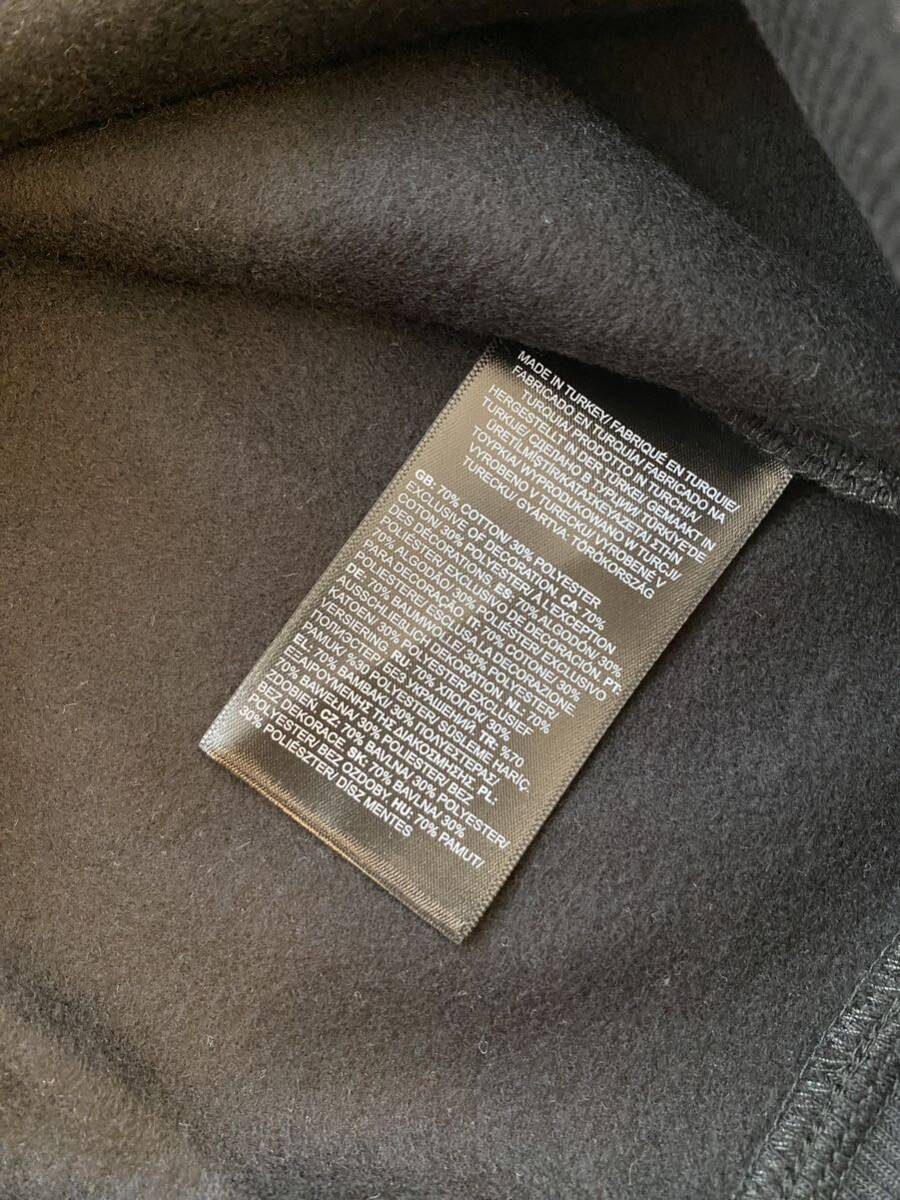 MADE IN TURKEY/ FABRIQUÉ EN TURQUIE/
FABRICADO EN TURQUÍA/ FABRICADO NA
TURQUIA/ PRODOTTO IN TURCHIA/
HERGESTELLT IN DER TÜRKEI/ GEMAAKT IN
TURKIJE/ СДЕЛАНО В ТУРЦИИ/ TÜRKİYE'DE
ÜRETİLMİŞTİR/
VYROBENO V TURECKU/ VYROBENÉ V
TURECKU/ GYÁRTVA: TÖRÖKORSZÁG
GB: 70% COTTON/ 30% POLYESTER
EXCLUSIVE OF DECORATION. CA: 70%
COTON/ 30% POLYESTER/ A L'EXCEPTION
DES DECORATIONS. ES: 70% ALGODÓN/ 30%
POLIÉSTER/ EXCLUSIVO DE DECORACIÓN. PT:
70% ALGODÃO/ 30% POLIÉSTER/ EXCLUSIVO
PARA DECORAÇÃO. IT: 70% COTONE/ 30%
POLIESTERE/ ESCLUSA LA DECORAZIONE.
DE: 70% BAUMWOLLE/ 30% POLYESTER/
AUSSCHLIEẞLICH DEKORATION. NL: 70%
KATOEN/ 30% POLYESTER/ EXCLUSIEF
VERSIERING. RU: 70% ХЛОПОК/ 30%
ПОЛИЭСТЕР/ БЕЗ УКРАШЕНИЙ TR: %70
PAMUK/ %30 POLYESTER/ SÜSLEME HARİÇ.
EL: 70% ΒΑΜΒΑΚΙ/ 30% ΠΟΛΥΕΣΤΕΡΑΣ/
ΕΞΑΙΡΟΥΜΕΝΗΣ ΤΗΣ ΔΙΑΚΟΣΜΗΣΗΣ. PL:
70% BAWEŁNA/ 30% POLIESTER/ BEZ
ZDOBIEŃ. CZ: 70% BAVLNA/ 30% POLYESTER/
BEZ DEKORACE. SK: 70% BAVLNA/ 30%
POLYESTER/ BEZ OZDOBY. HU: 70% PAMUT/
30% POLIÉSZTER/ DÍSZ MENTES